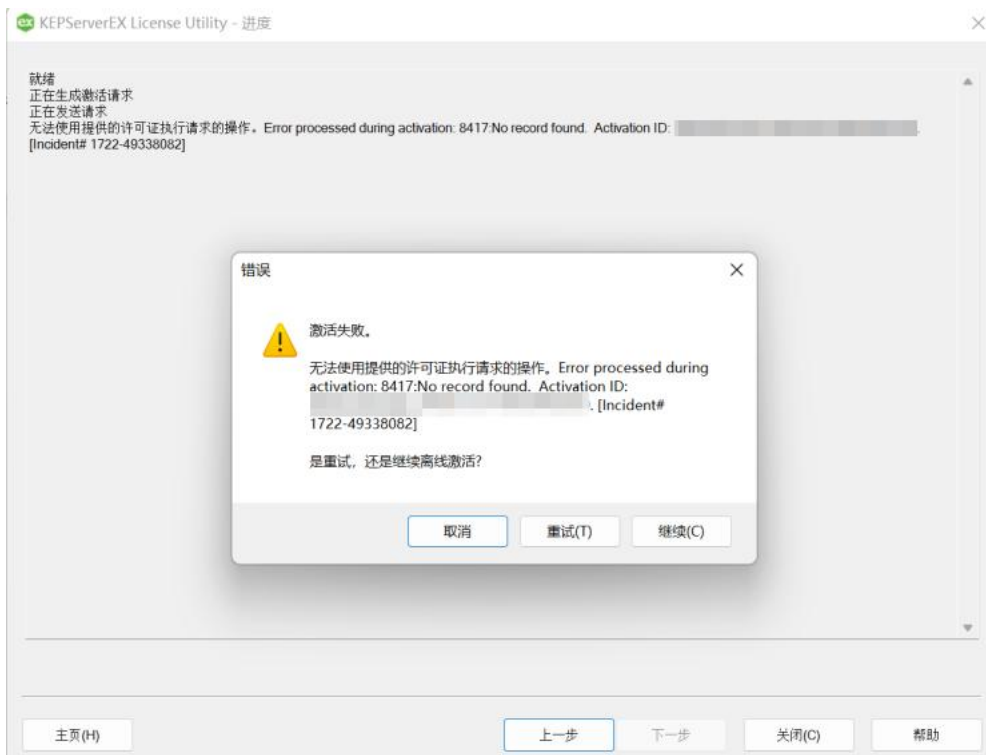 KEPServerEX License Utility - 进度
就绪
正在生成激活请求
正在发送请求
无法使用提供的许可证执行请求的操作。Error processed during activation: 8417:No record found.  Activation ID:
[Incident# 1722-49338082]
错误
激活失败。
无法使用提供的许可证执行请求的操作。Error processed during
activation: 8417:No record found.  Activation ID:
. [Incident#
1722-49338082]
是重试，还是继续离线激活?
取消
重试(T)
继续(C)
主页(H)
上一步
下一步
关闭(C)
帮助